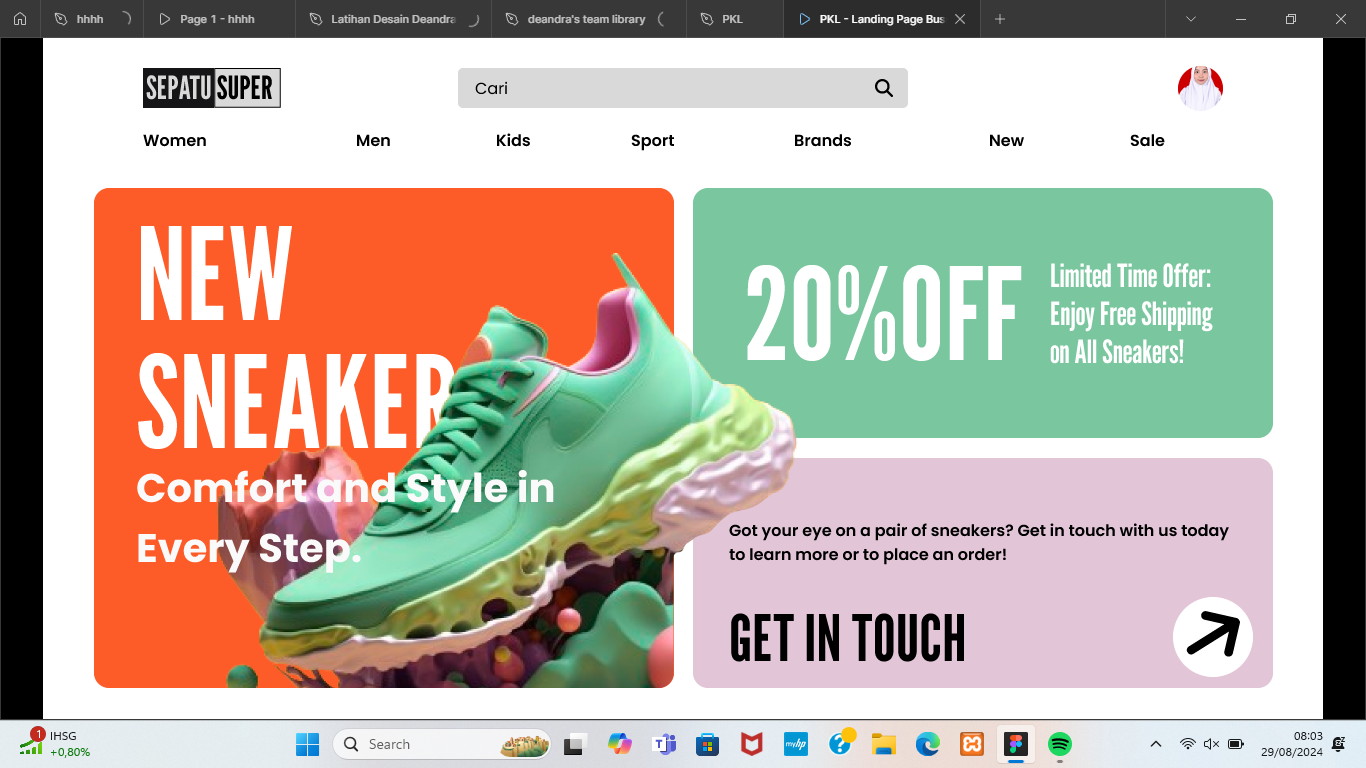 hhhh
Page 1 - hhhh
Latihan Desain Deandra
deandra's team library
PKL
PKL - Landing Page Bus
SEPATU SUPER
Cari
Women
Men
Kids
Sport
Brands
New
Sale
NEW
SNEAKER
Comfort and Style in
Every Step.
20%OFF
Limited Time Offer:
Enjoy Free Shipping
on All Sneakers!
Got your eye on a pair of sneakers? Get in touch with us today
to learn more or to place an order!
GET IN TOUCH
1
IHSG
+0,80%
Search
myhp
08:03
29/08/2024